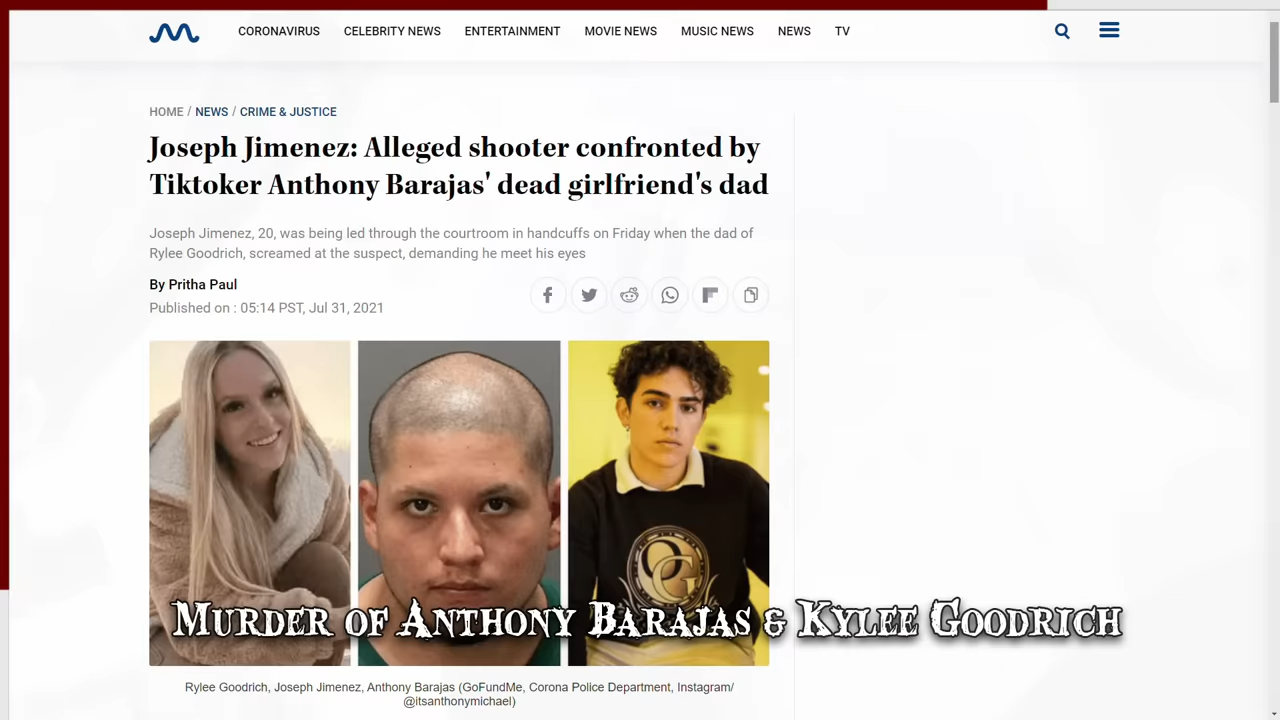 CORONAVIRUS CELEBRITY NEWS ENTERTAINMENT MOVIE NEWS MUSIC NEWS NEWS TV
HOME / NEWS / CRIME & JUSTICE
Joseph Jimenez: Alleged shooter confronted by
Tiktoker Anthony Barajas' dead girlfriend's dad
Joseph Jimenez, 20, was being led through the courtroom in handcuffs on Friday when the dad of
Rylee Goodrich, screamed at the suspect, demanding he meet his eyes
By Pritha Paul
Published on : 05:14 PST, Jul 31, 2021
OG
Murder of Anthony Barajas & Kylee Goodrich
Rylee Goodrich, Joseph Jimenez, Anthony Barajas (GoFundMe, Corona Police Department, Instagram/
@itsanthonymichael)